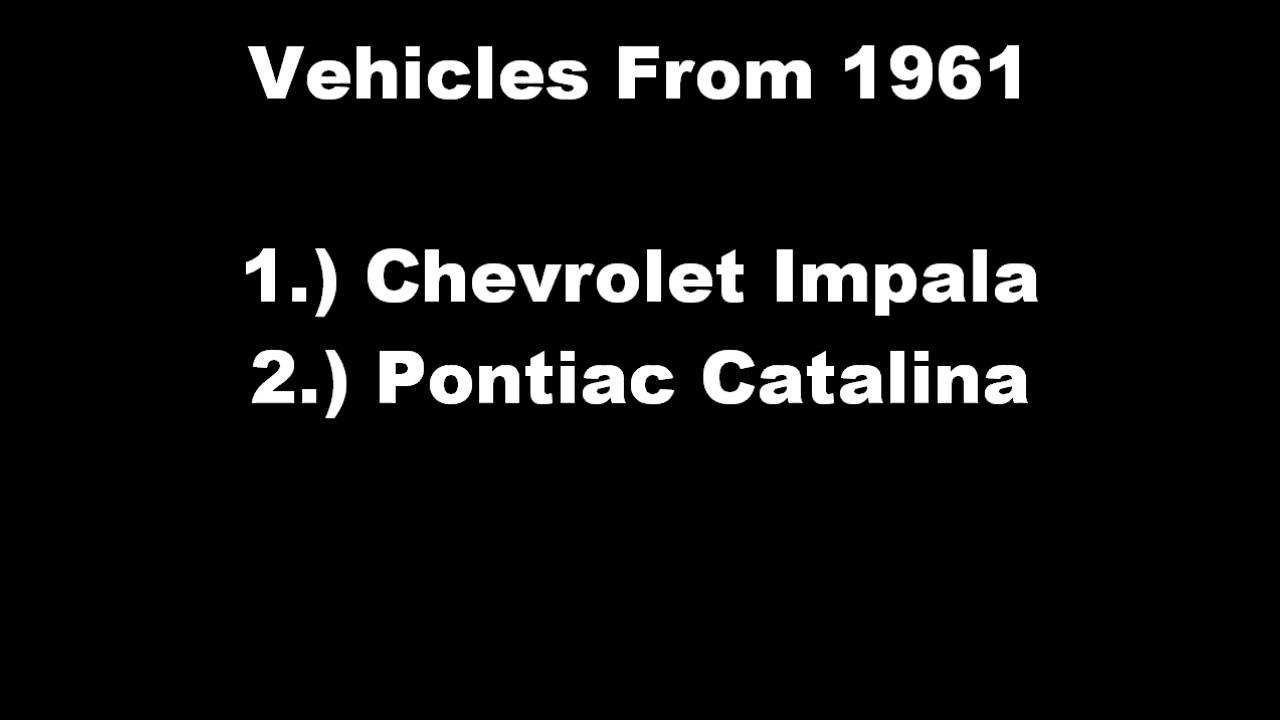 Vehicles From 1961
1.) Chevrolet Impala
2.) Pontiac Catalina